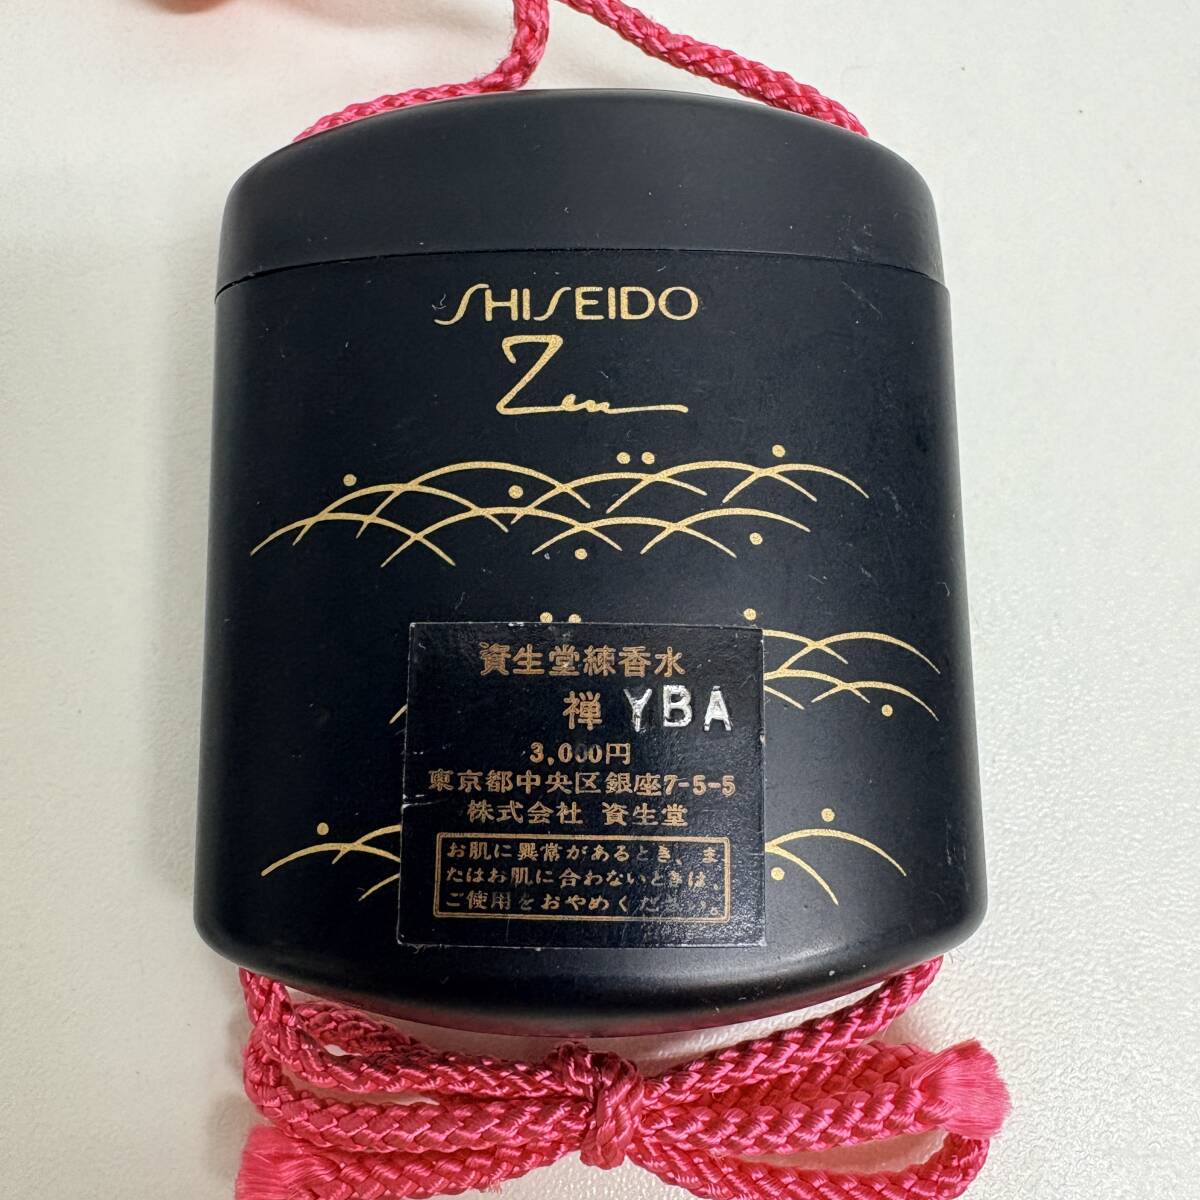 SHISEIDO
Zen
資生堂練香水
禅 YBA
3,000円
東京都中央区銀座7-5-5
株式会社 資生堂
お肌に異常があるとき、ま
たはお肌に合わないときは、
ご使用をおやめください。